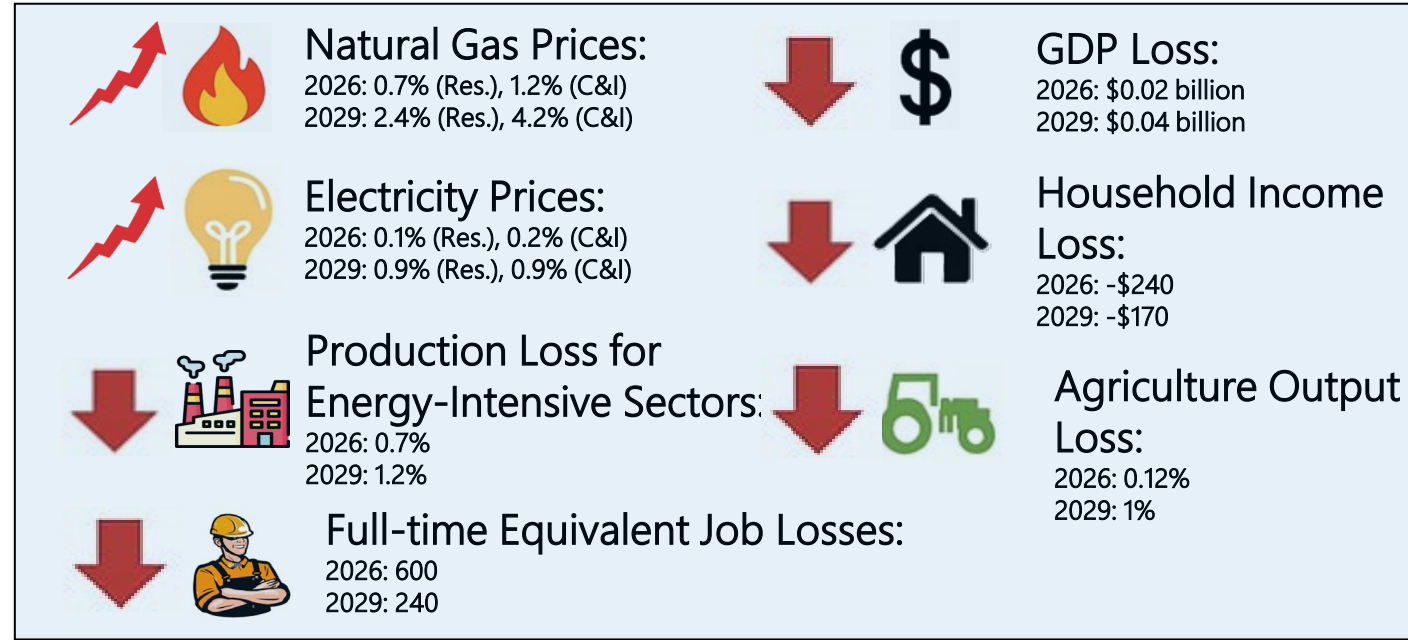 Natural Gas Prices:
2026: 0.7% (Res.), 1.2% (C&I)
2029: 2.4% (Res.), 4.2% (C&I)
Electricity Prices:
2026: 0.1% (Res.), 0.2% (C&I)
2029: 0.9% (Res.), 0.9% (C&I)
Production Loss for
Energy-Intensive Sectors:
2026: 0.7%
2029: 1.2%
Full-time Equivalent Job Losses:
2026: 600
2029: 240
$
GDP Loss:
2026: $0.02 billion
2029: $0.04 billion
Household Income
Loss:
2026: -$240
2029: -$170
Agriculture Output
Loss:
2026: 0.12%
2029: 1%